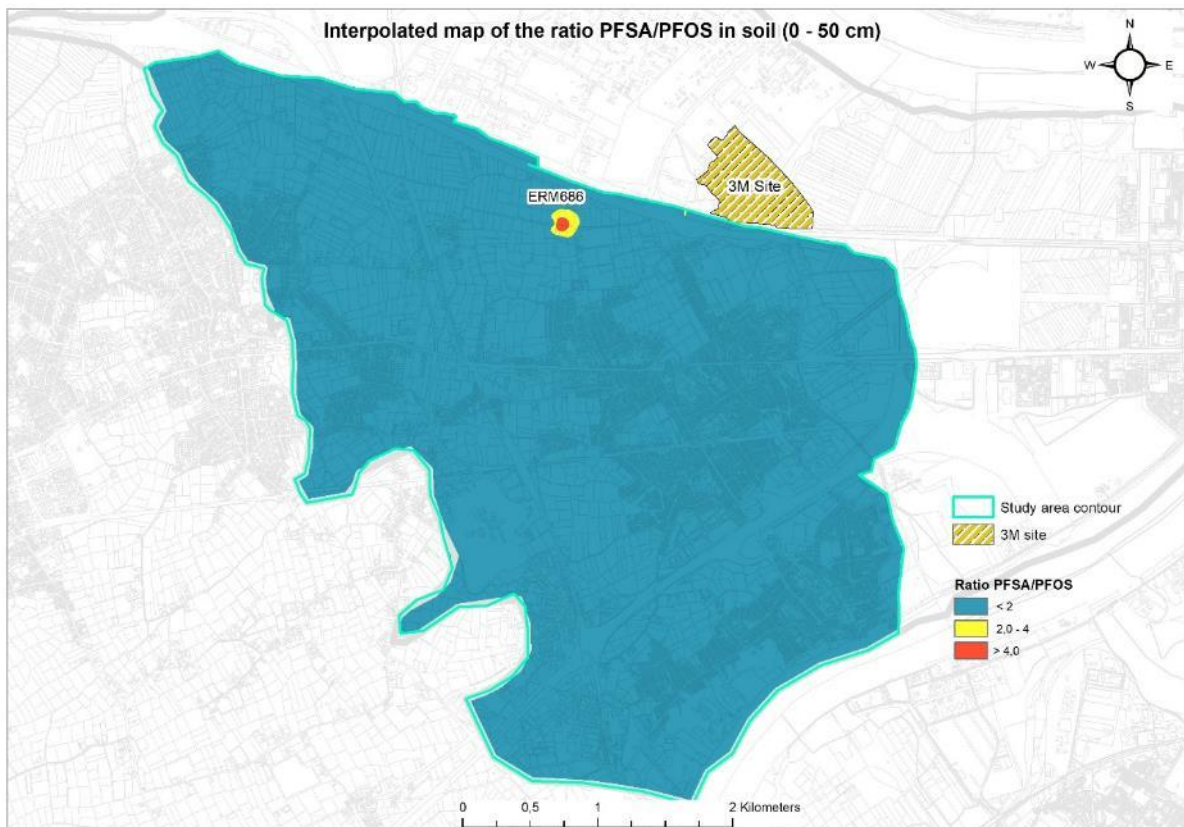 Interpolated map of the ratio PFSA/PFOS in soil (0 - 50 cm)
N
W E
S
3M Site
ERM686
Study area contour
3M site
Ratio PFSA/PFOS
< 2
2,0 - 4
> 4,0
0 0,5 1 2 Kilometers